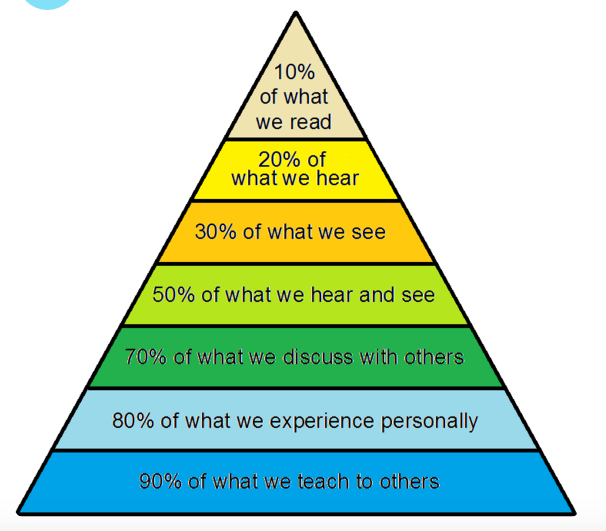 10%
of what
we read
20% of
what we hear
30% of what we see
50% of what we hear and see
70% of what we discuss with others
80% of what we experience personally
90% of what we teach to others